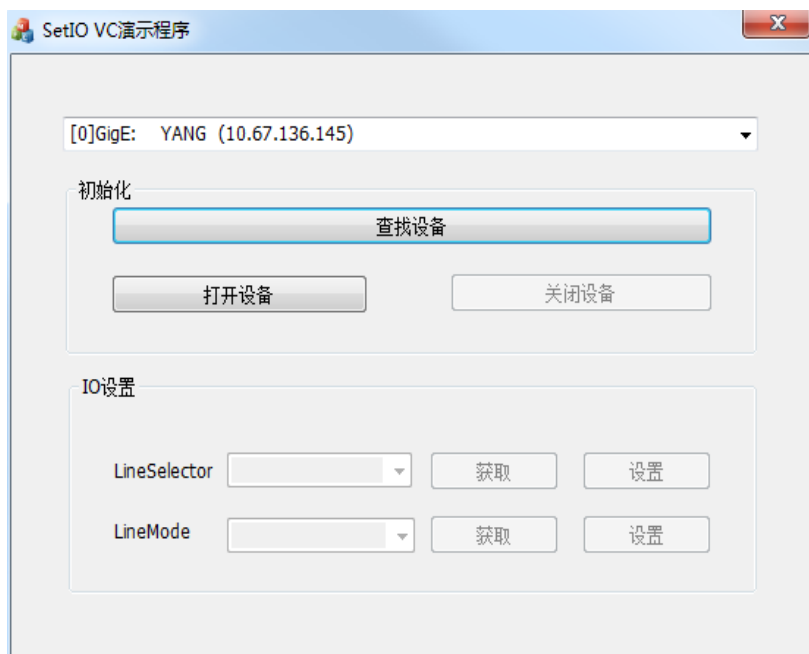 SetIO VC演示程序
[0]GigE: YANG (10.67.136.145)
初始化
查找设备
打开设备 关闭设备
IO设置
LineSelector 获取 设置
LineMode 获取 设置